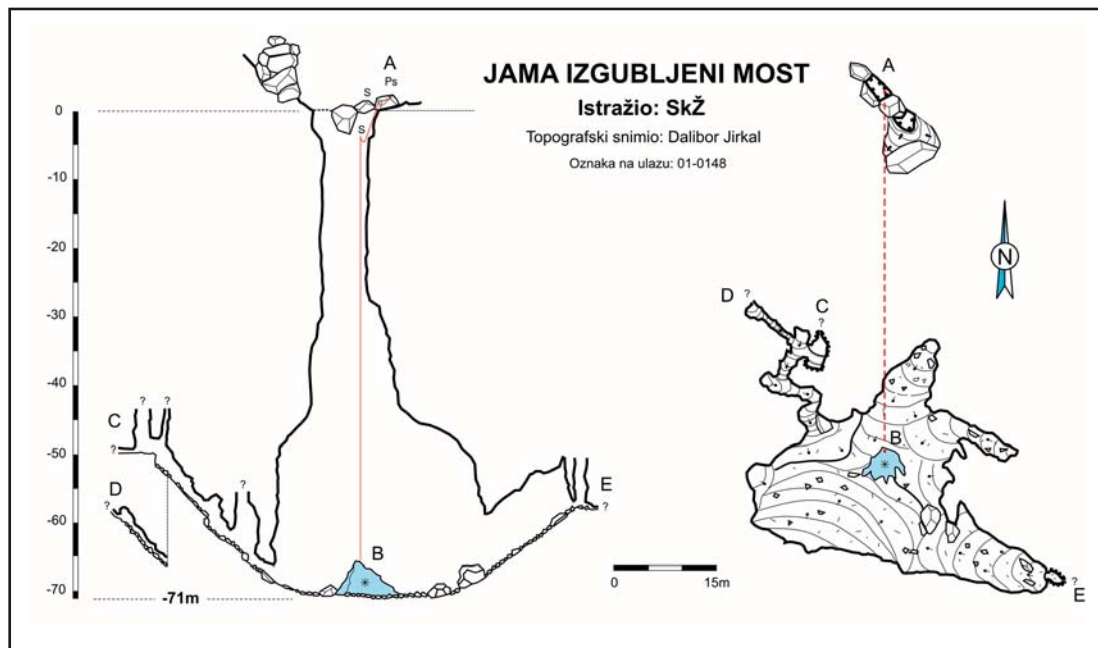 JAMA IZGUBLJENI MOST
Istražio: SkŽ
Topografski snimio: Dalibor Jirkal
Oznaka na ulazu: 01-0148
A
Ps
S
S
0
-10
-20
-30
-40
-50
-60
-70
-71m
?
?
C
?
D
?
?
B
?
E
?
0 15m
A
N
D
?
C
?
B
?
E